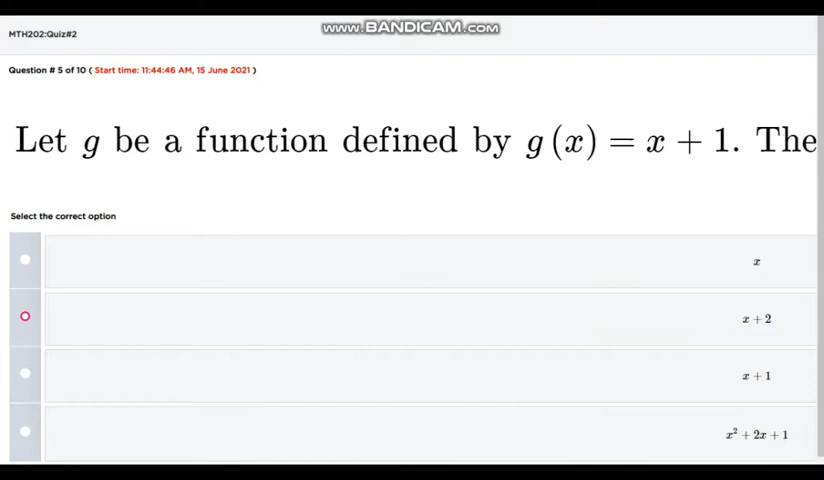 www.BANDICAM.com
MTH202:Quiz#2
Question # 5 of 10 ( Start time: 11:44:46 AM, 15 June 2021 )
Let g be a function defined by g (x) = x + 1. The
Select the correct option
x
x + 2
x + 1
x² + 2x + 1